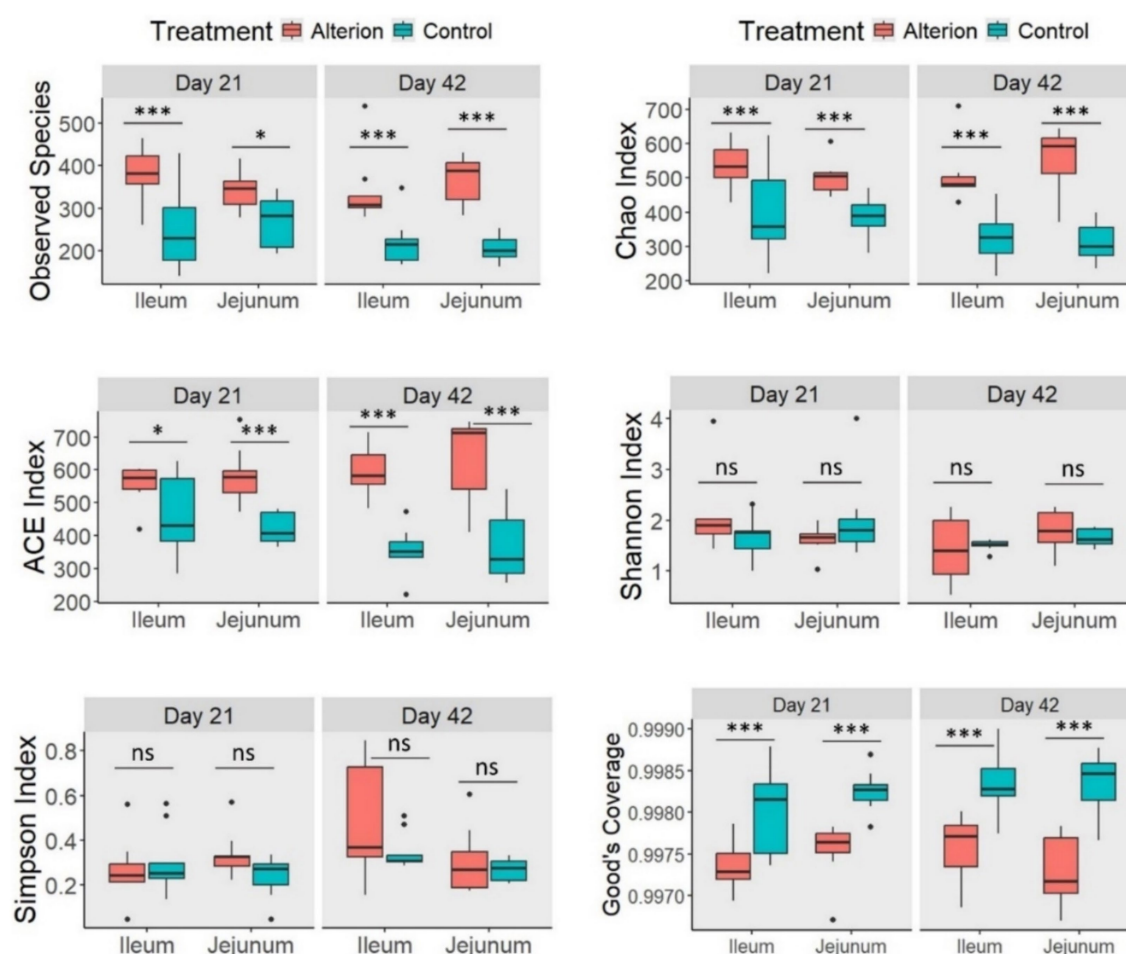 Treatment Alterion Control
Day 21 Day 42
Observed Species
500
400
300
200
*** * *** ***
Ileum Jejunum Ileum Jejunum
Treatment Alterion Control
Day 21 Day 42
Chao Index
700
600
500
400
300
200
*** *** *** ***
Ileum Jejunum Ileum Jejunum
Day 21 Day 42
ACE Index
700
600
500
400
300
200
* *** *** ***
Ileum Jejunum Ileum Jejunum
Day 21 Day 42
Shannon Index
4
3
2
1
ns ns ns ns
Ileum Jejunum Ileum Jejunum
Day 21 Day 42
Simpson Index
0.8
0.6
0.4
0.2
ns ns ns ns
Ileum Jejunum Ileum Jejunum
Day 21 Day 42
Good's Coverage
0.9990
0.9985
0.9980
0.9975
0.9970
*** *** *** ***
Ileum Jejunum Ileum Jejunum